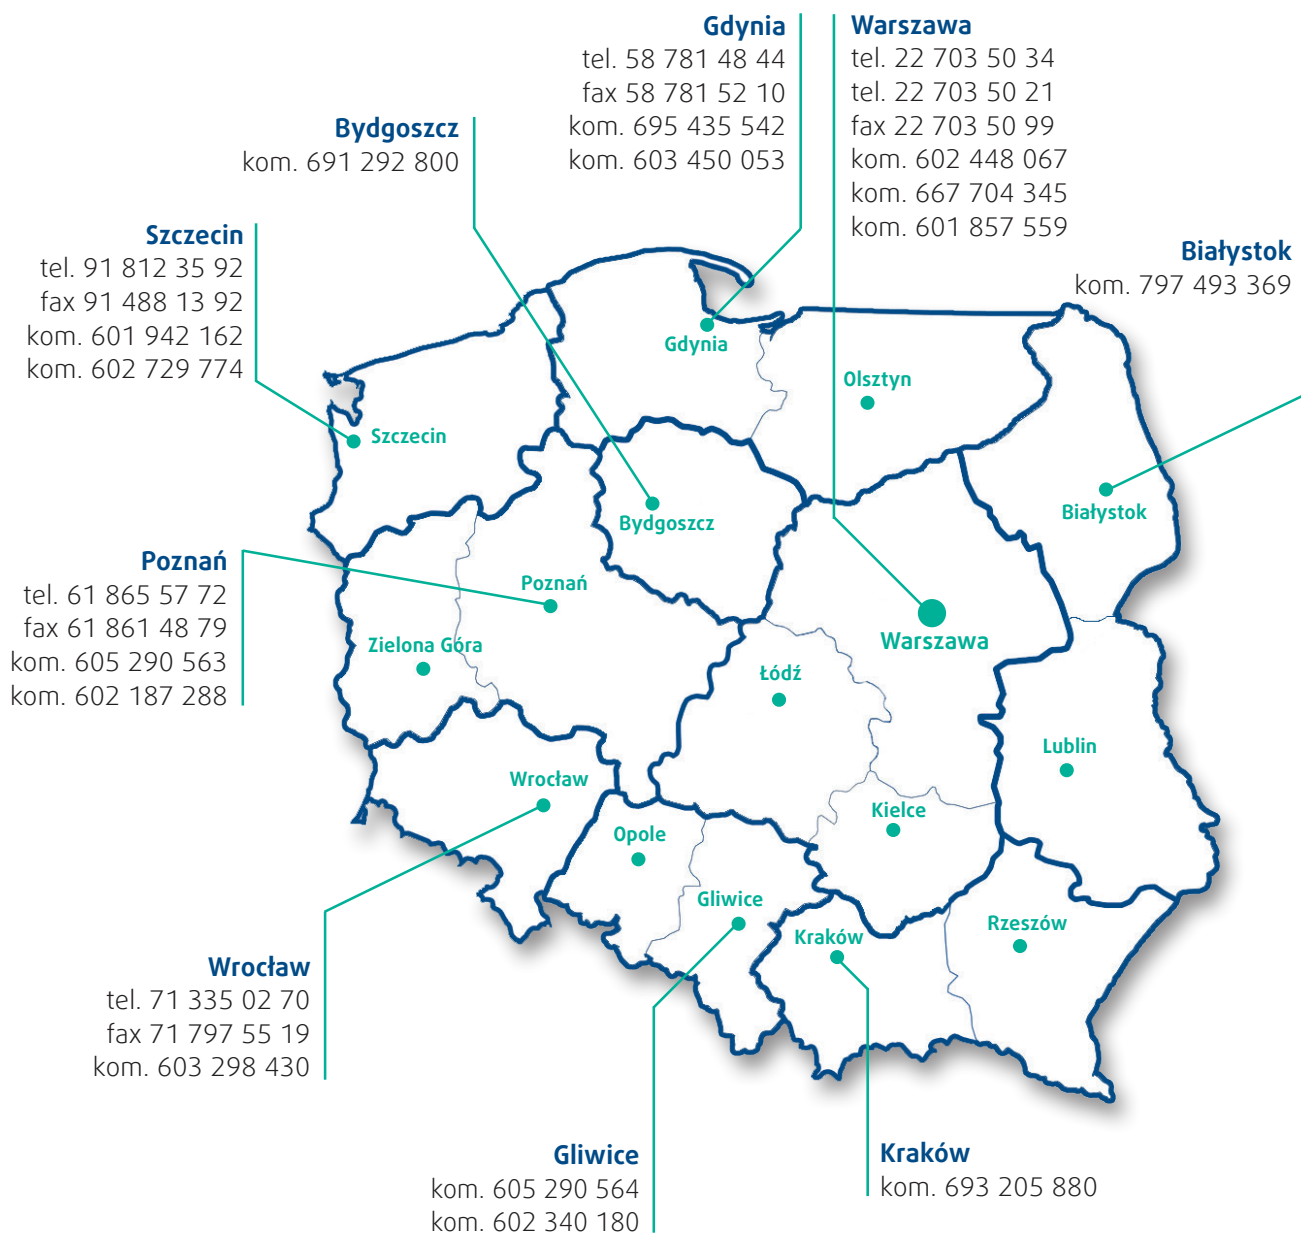 Gdynia
tel. 58 781 48 44
fax 58 781 52 10
kom. 695 435 542
kom. 603 450 053
Warszawa
tel. 22 703 50 34
tel. 22 703 50 21
fax 22 703 50 99
kom. 602 448 067
kom. 667 704 345
kom. 601 857 559
Bydgoszcz
kom. 691 292 800
Szczecin
tel. 91 812 35 92
fax 91 488 13 92
kom. 601 942 162
kom. 602 729 774
Białystok
kom. 797 493 369
Gdynia
Olsztyn
Szczecin
Bydgoszcz
Białystok
Poznań
tel. 61 865 57 72
fax 61 861 48 79
kom. 605 290 563
kom. 602 187 288
Poznań
Warszawa
Zielona Góra
Łódź
Lublin
Wrocław
Kielce
Opole
Gliwice
Kraków
Rzeszów
Wrocław
tel. 71 335 02 70
fax 71 797 55 19
kom. 603 298 430
Gliwice
kom. 605 290 564
kom. 602 340 180
Kraków
kom. 693 205 880